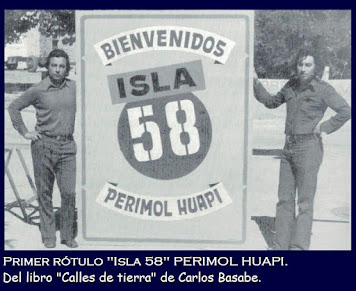 BIENVENIDOS
ISLA
58
PERIMOL HUAPI
PRIMER RÓTULO "ISLA 58" PERIMOL HUAPI.
Del libro "Calles de tierra" de Carlos Basabe.